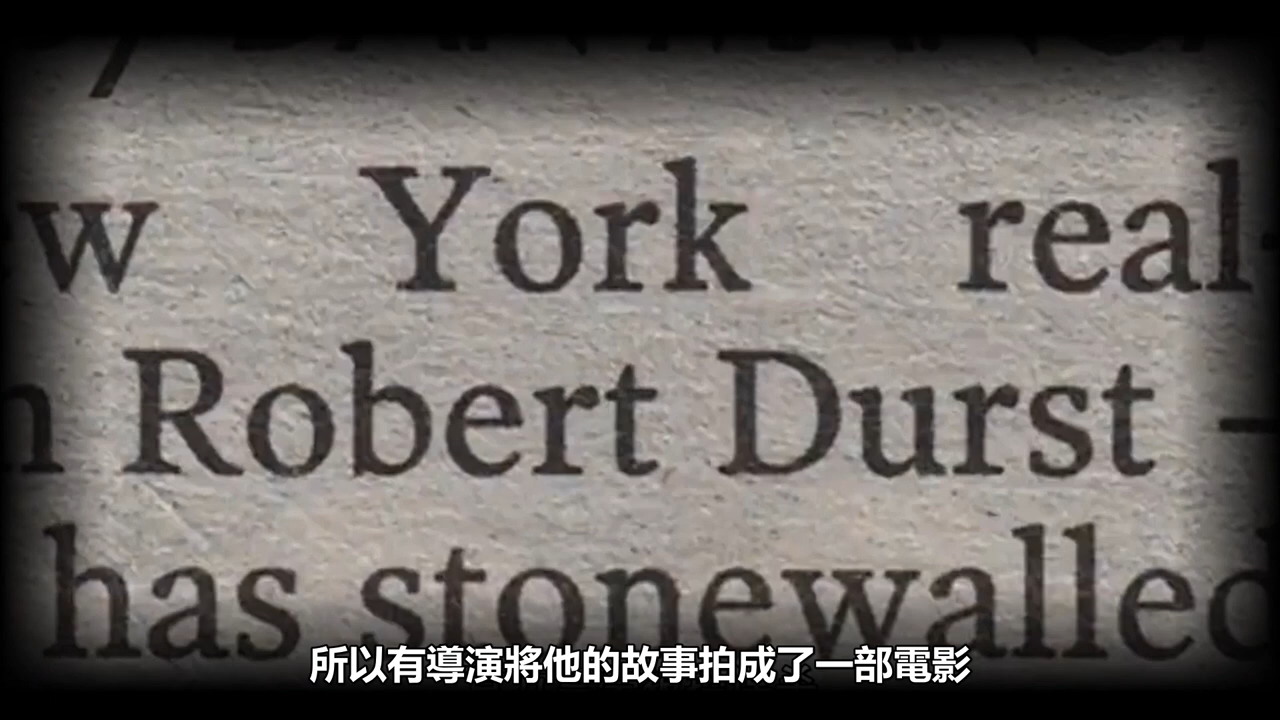 w York real-
n Robert Durst –
has stonewalled
所以有導演將他的故事拍成了一部電影